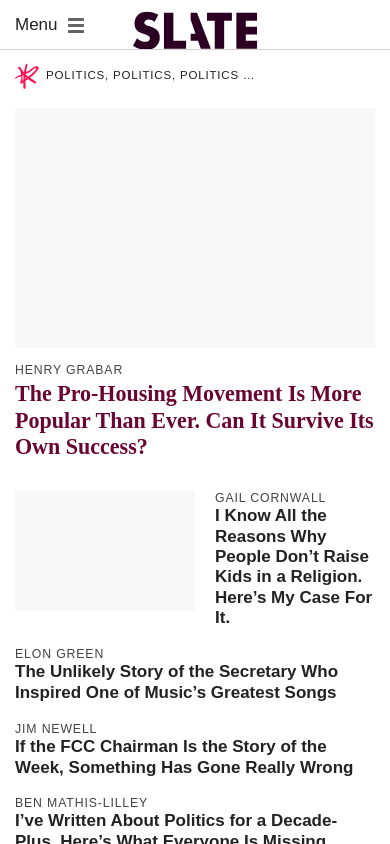 Menu
SLATE
POLITICS, POLITICS, POLITICS ...
HENRY GRABAR
The Pro-Housing Movement Is More
Popular Than Ever. Can It Survive Its
Own Success?
GAIL CORNWALL
I Know All the
Reasons Why
People Don’t Raise
Kids in a Religion.
Here’s My Case For
It.
ELON GREEN
The Unlikely Story of the Secretary Who
Inspired One of Music’s Greatest Songs
JIM NEWELL
If the FCC Chairman Is the Story of the
Week, Something Has Gone Really Wrong
BEN MATHIS-LILLEY
I’ve Written About Politics for a Decade-
Plus. Here’s What Everyone Is Missing